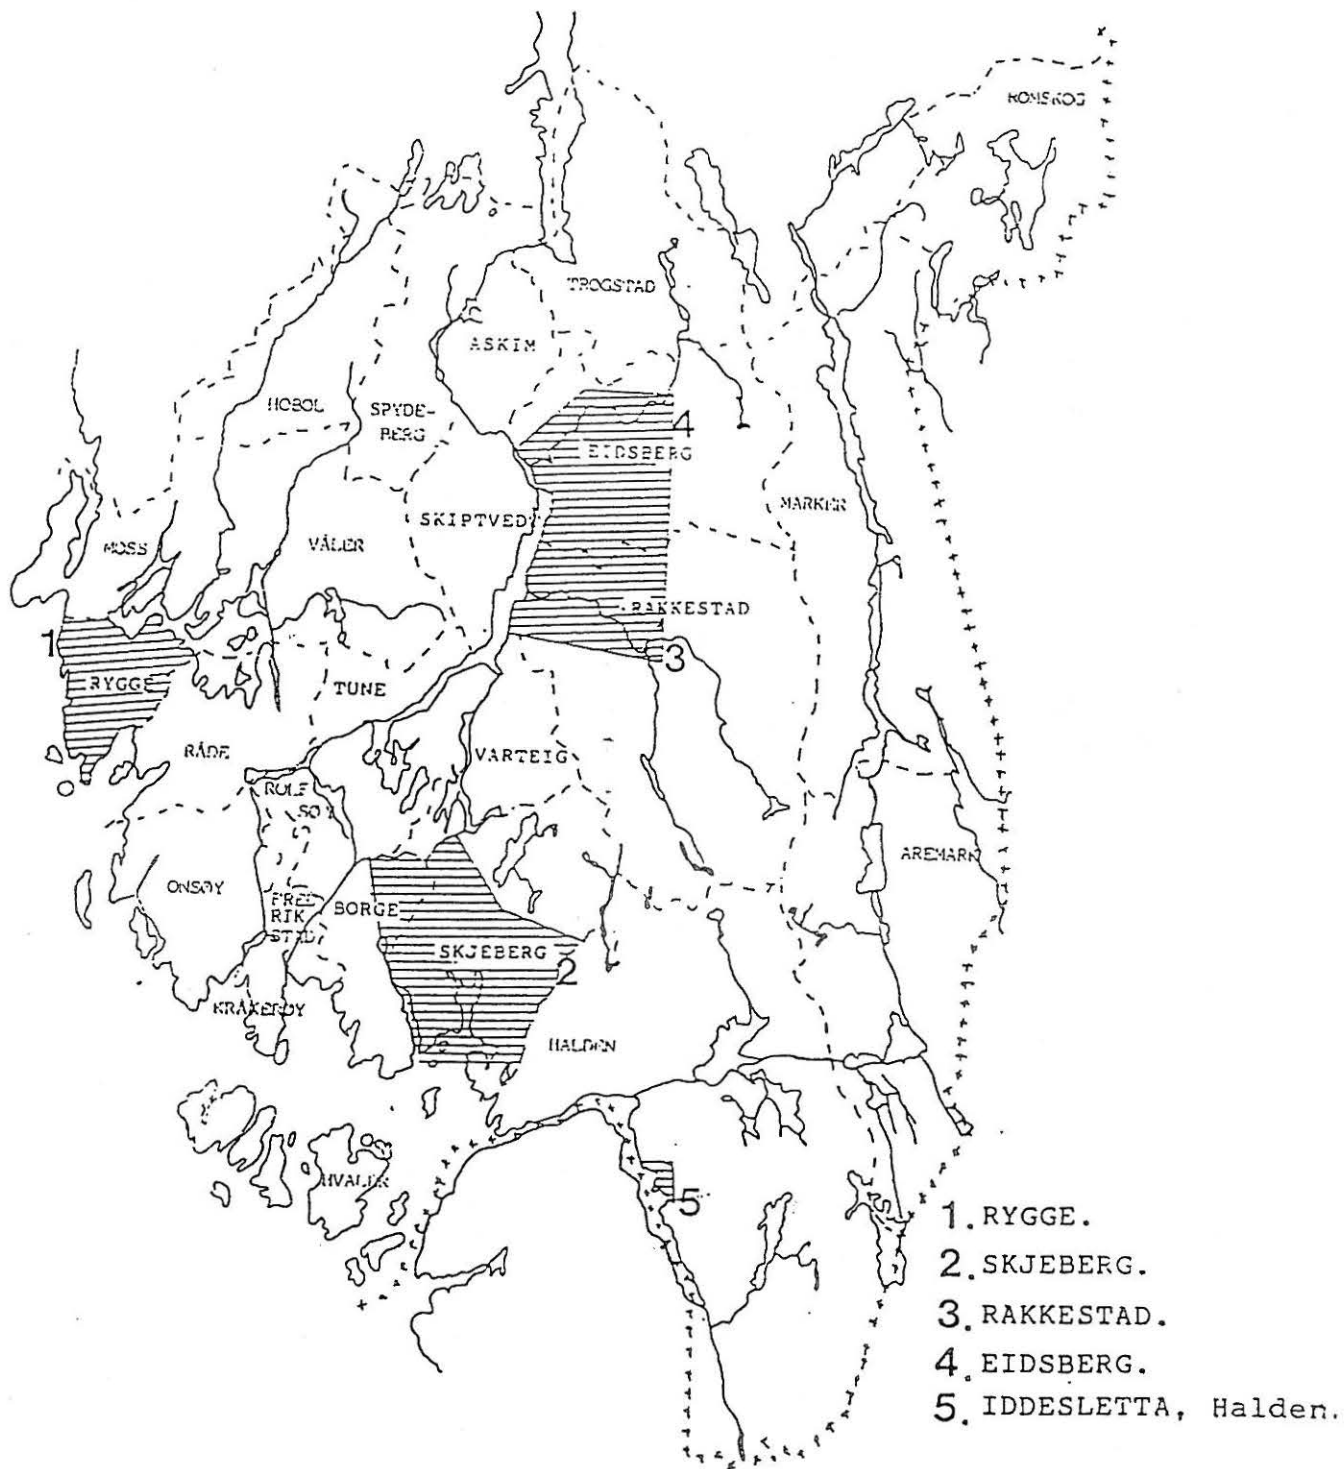 ROMSKOG
TROGSTAD
ASKIM
HOBOL
SPYDE-
BERG
4
EIDSBERG
MARKER
SKIPTVEDT
MOSS
VÅLER
RAKKESTAD
1
3
RYGGE
TUNE
RÅDE
VARTEIG
ROLF
SØY
AREMARK
ONSØY
FRED
RIK
STAD
BORGE
SKJEBERG
2
KRÅKERØY
HALDEN
HVALER
5
1. RYGGE.
2. SKJEBERG.
3. RAKKESTAD.
4. EIDSBERG.
5. IDDESLETTA, Halden.